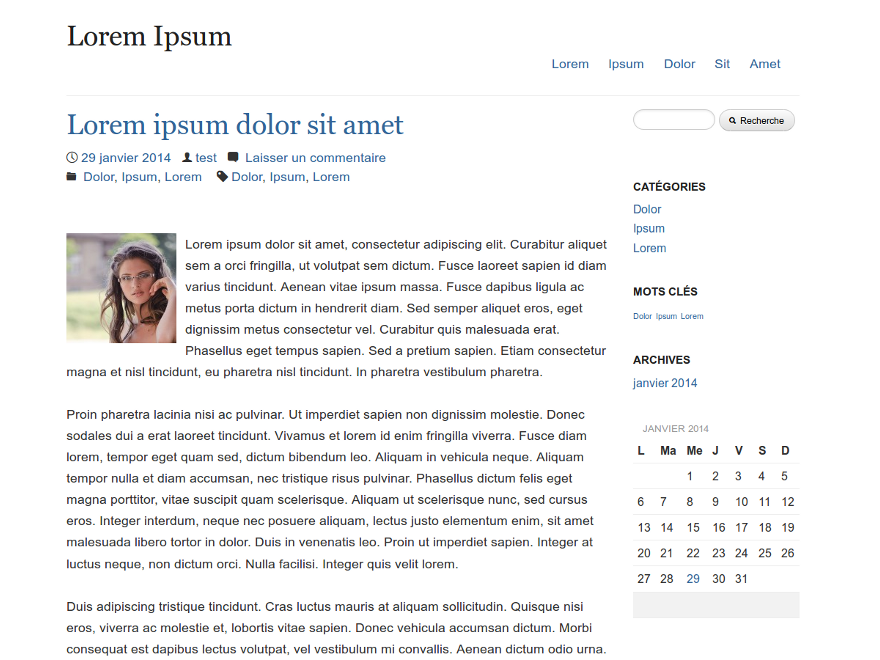 Lorem Ipsum
Lorem Ipsum Dolor Sit Amet
Lorem ipsum dolor sit amet
29 janvier 2014 test Laisser un commentaire
Dolor, Ipsum, Lorem Dolor, Ipsum, Lorem
Lorem ipsum dolor sit amet, consectetur adipiscing elit. Curabitur aliquet
sem a orci fringilla, ut volutpat sem dictum. Fusce laoreet sapien id diam
varius tincidunt. Aenean vitae ipsum massa. Fusce dapibus ligula ac
metus porta dictum in hendrerit diam. Sed semper aliquet eros, eget
dignissim metus consectetur vel. Curabitur quis malesuada erat.
Phasellus eget tempus sapien. Sed a pretium sapien. Etiam consectetur
magna et nisl tincidunt, eu pharetra nisl tincidunt. In pharetra vestibulum pharetra.
Proin pharetra lacinia nisi ac pulvinar. Ut imperdiet sapien non dignissim molestie. Donec
sodales dui a erat laoreet tincidunt. Vivamus et lorem id enim fringilla viverra. Fusce diam
lorem, tempor eget quam sed, dictum bibendum leo. Aliquam in vehicula neque. Aliquam
tempor nulla et diam accumsan, nec tristique risus pulvinar. Phasellus dictum felis eget
magna porttitor, vitae suscipit quam scelerisque. Aliquam ut scelerisque nunc, sed cursus
eros. Integer interdum, neque nec posuere aliquam, lectus justo elementum enim, sit amet
malesuada libero tortor in dolor. Duis in venenatis leo. Proin ut imperdiet sapien. Integer at
luctus neque, non dictum orci. Nulla facilisi. Integer quis velit lorem.
Duis adipiscing tristique tincidunt. Cras luctus mauris at aliquam sollicitudin. Quisque nisi
eros, viverra ac molestie et, lobortis vitae sapien. Donec vehicula accumsan dictum. Morbi
consequat est dapibus lectus volutpat, vel vestibulum mi convallis. Aenean dictum odio urna.
Recherche
CATÉGORIES
Dolor
Ipsum
Lorem
MOTS CLÉS
Dolor Ipsum Lorem
ARCHIVES
janvier 2014
JANVIER 2014
L Ma Me J V S D
1 2 3 4 5
6 7 8 9 10 11 12
13 14 15 16 17 18 19
20 21 22 23 24 25 26
27 28 29 30 31